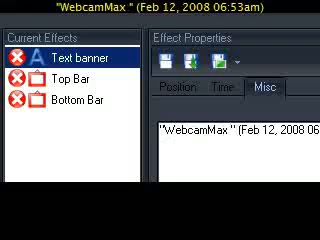 "WebcamMax " (Feb 12, 2008 06:53am)
Current Effects
Effect Properties
Text banner
Top Bar
Bottom Bar
Position Time Misc
"WebcamMax " (Feb 12, 2008 06